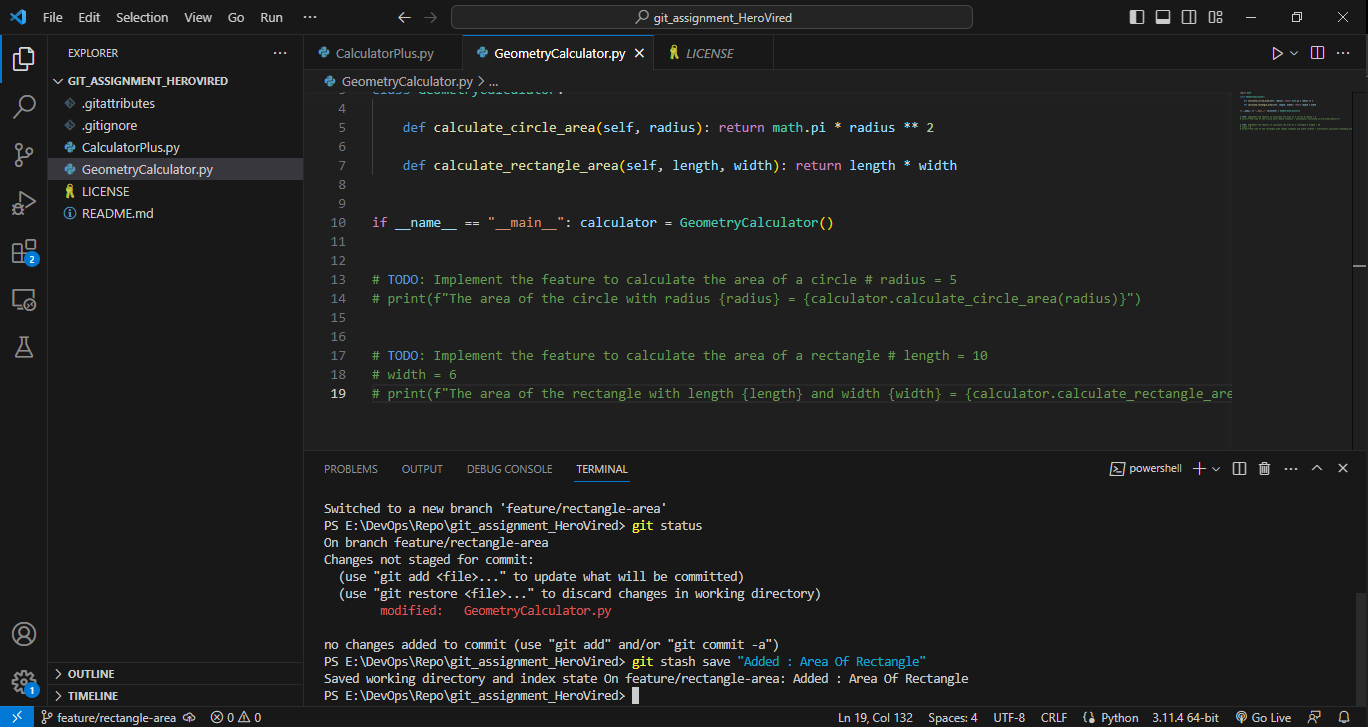 File Edit Selection View Go Run ··· git_assignment_HeroVired
EXPLORER ···
GIT_ASSIGNMENT_HEROVIRED
.gitattributes
.gitignore
CalculatorPlus.py
GeometryCalculator.py
LICENSE
README.md
OUTLINE
TIMELINE
2
1
CalculatorPlus.py GeometryCalculator.py LICENSE
GeometryCalculator.py > ...
3 class GeometryCalculator:
4
5 def calculate_circle_area(self, radius): return math.pi * radius ** 2
6
7 def calculate_rectangle_area(self, length, width): return length * width
8
9
10 if __name__ == "__main__": calculator = GeometryCalculator()
11
12
13 # TODO: Implement the feature to calculate the area of a circle # radius = 5
14 # print(f"The area of the circle with radius {radius} = {calculator.calculate_circle_area(radius)}")
15
16
17 # TODO: Implement the feature to calculate the area of a rectangle # length = 10
18 # width = 6
19 # print(f"The area of the rectangle with length {length} and width {width} = {calculator.calculate_rectangle_are
PROBLEMS OUTPUT DEBUG CONSOLE TERMINAL powershell
Switched to a new branch 'feature/rectangle-area'
PS E:\DevOps\Repo\git_assignment_HeroVired> git status
On branch feature/rectangle-area
Changes not staged for commit:
(use "git add <file>..." to update what will be committed)
(use "git restore <file>..." to discard changes in working directory)
modified: GeometryCalculator.py
no changes added to commit (use "git add" and/or "git commit -a")
PS E:\DevOps\Repo\git_assignment_HeroVired> git stash save "Added : Area Of Rectangle"
Saved working directory and index state On feature/rectangle-area: Added : Area Of Rectangle
PS E:\DevOps\Repo\git_assignment_HeroVired>
feature/rectangle-area 0 0 Ln 19, Col 132 Spaces: 4 UTF-8 CRLF Python 3.11.4 64-bit Go Live